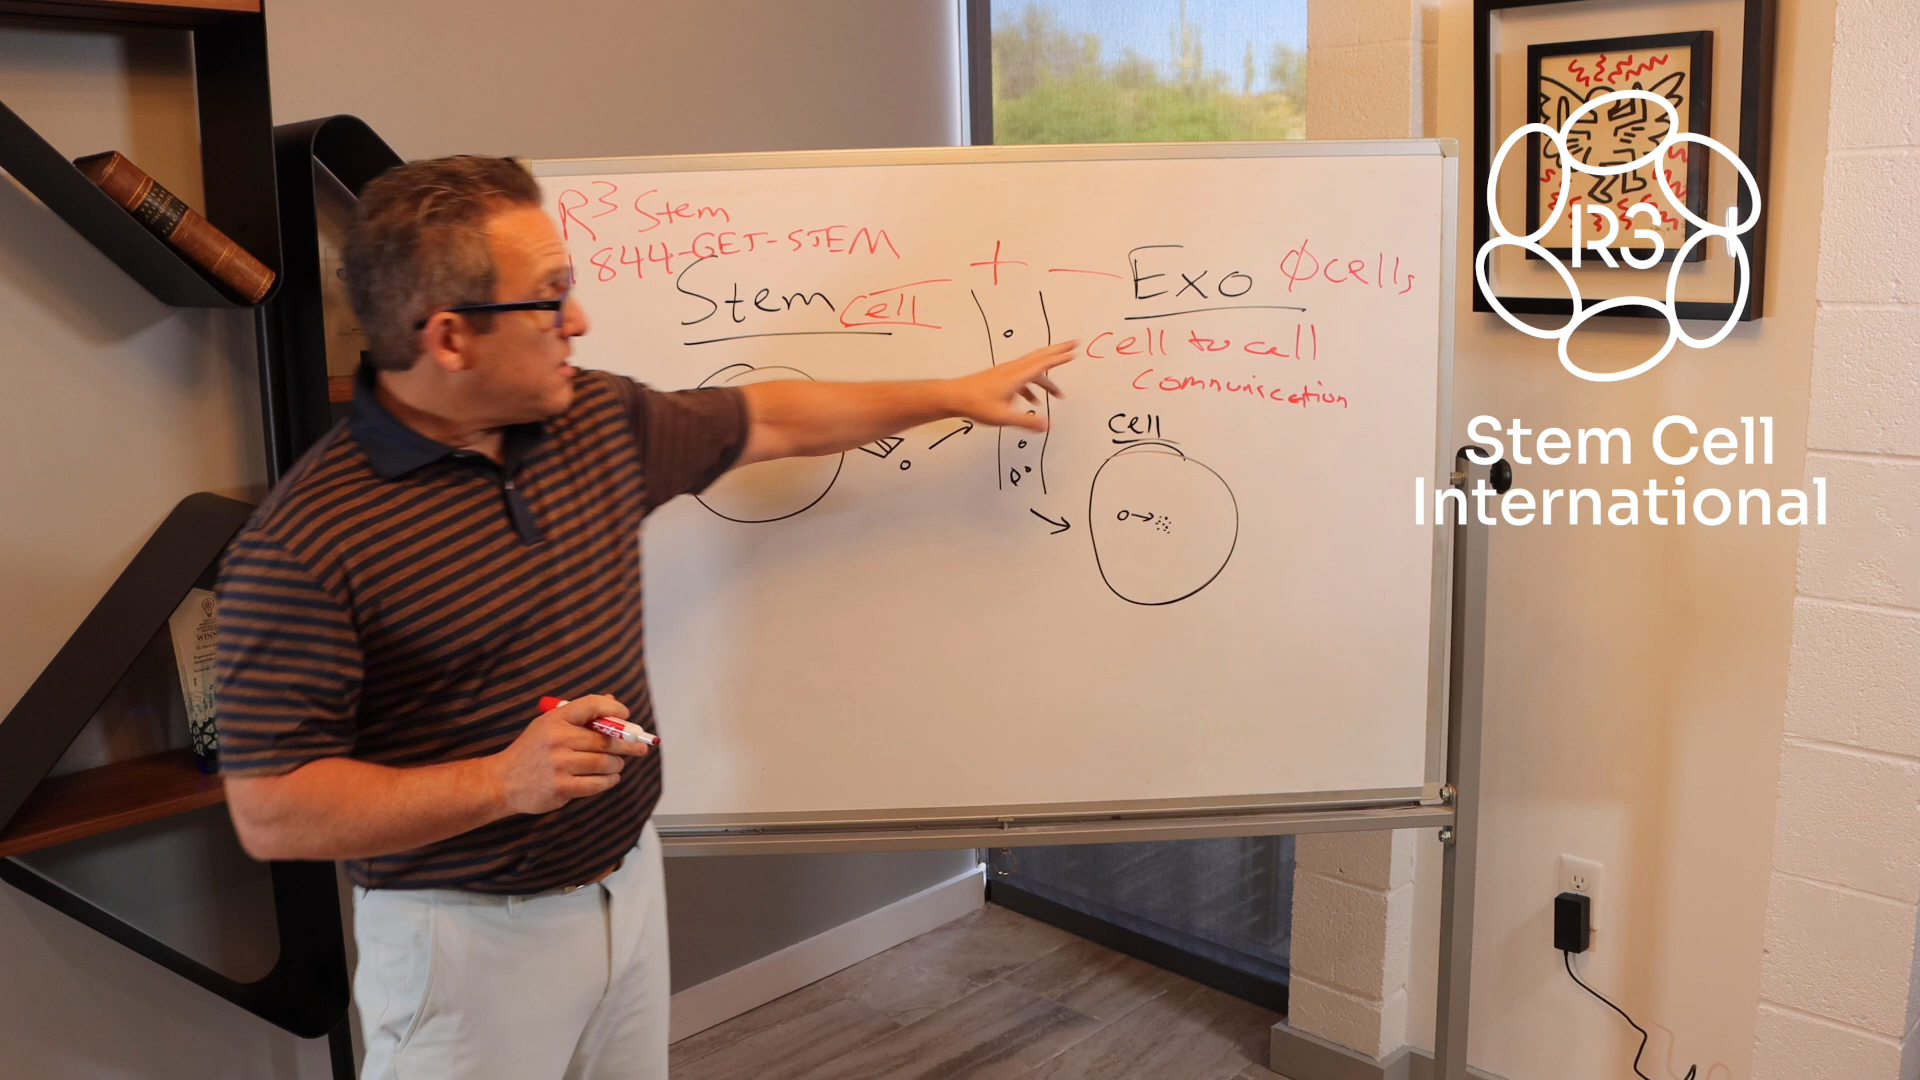 R3 Stem
1 844-GET-STEM
Stem cell + — Exo øcells
cell to cell
communication
cell
R3
Stem Cell
International
WINN